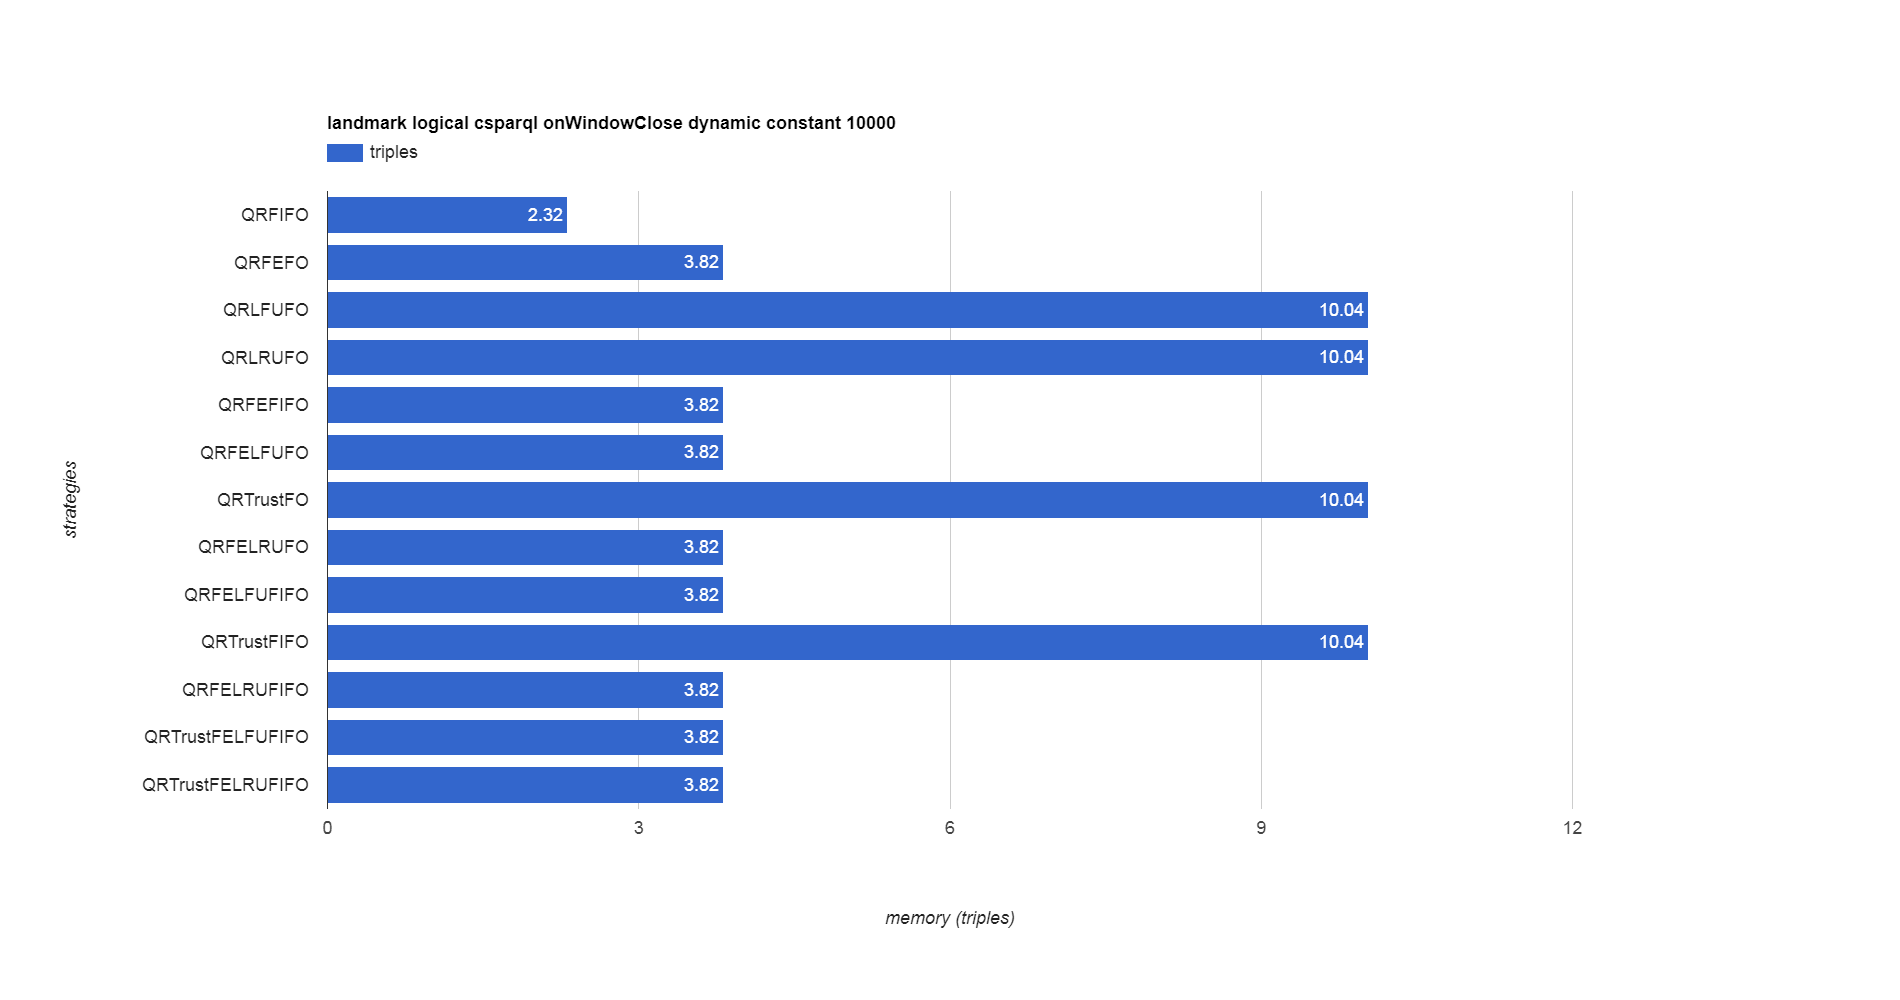 landmark logical csparql onWindowClose dynamic constant 10000
triples
QRFIFO 2.32
QRFEFO 3.82
QRLFUFO 10.04
QRLRUFO 10.04
QRFEFIFO 3.82
QRFELFUFO 3.82
QRTrustFO 10.04
QRFELRUFO 3.82
QRFELFUFIFO 3.82
QRTrustFIFO 10.04
QRFELRUFIFO 3.82
QRTrustFELFUFIFO 3.82
QRTrustFELRUFIFO 3.82
strategies
0 3 6 9 12
memory (triples)